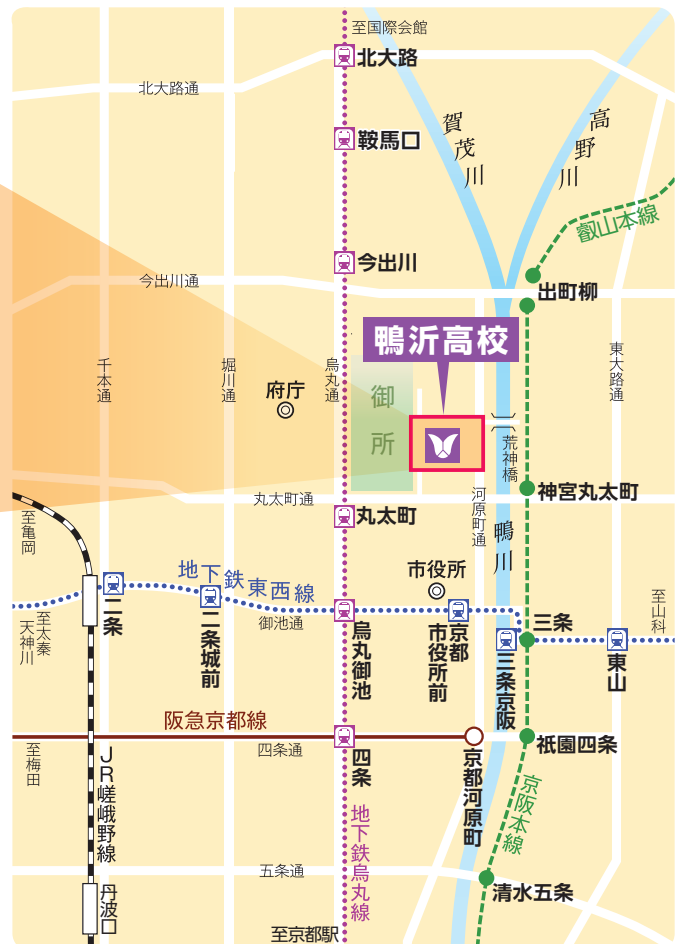 至国際会館
北大路
北大路通
賀茂川
高野川
鞍馬口
叡山本線
今出川
今出川通
出町柳
鴨沂高校
千本通
堀川通
烏丸通
東大路通
府庁
御所
荒神橋
神宮丸太町
丸太町通
河原町通
丸太町
至亀岡
鴨川
地下鉄東西線
市役所
二条
二条城前
御池通
烏丸御池
京都市役所前
三条
三条京阪
至山科
東山
至太秦天神川
阪急京都線
四条通
四条
京都河原町
祇園四条
至梅田
JR嵯峨野線
京阪本線
地下鉄烏丸線
五条通
清水五条
丹波口
至京都駅